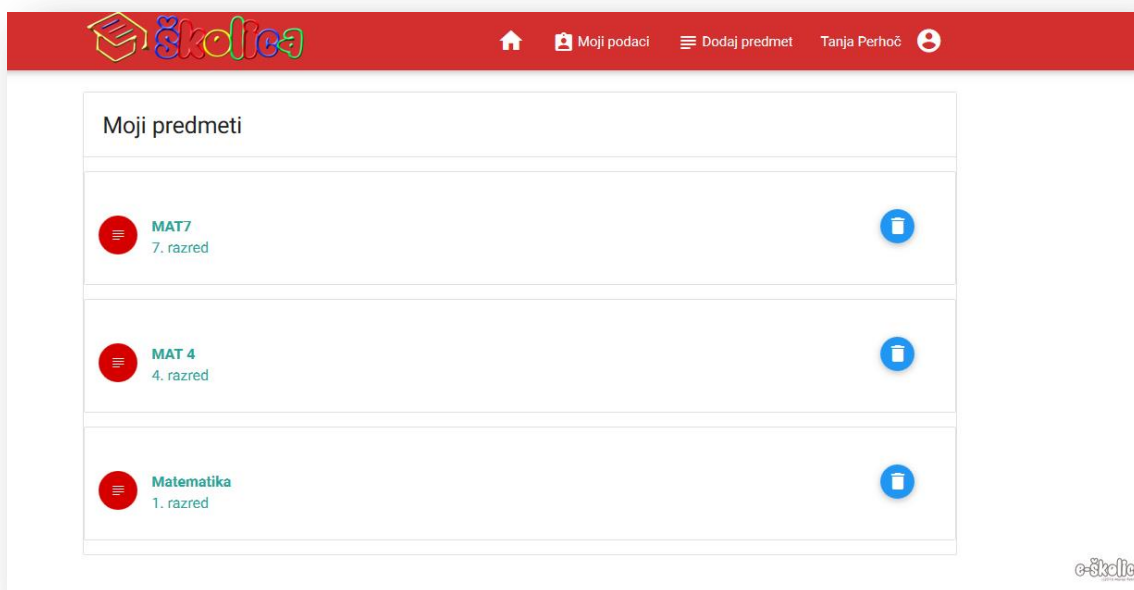 školica
Moji podaci
Dodaj predmet
Tanja Perhoč
Moji predmeti
MAT7
7. razred
MAT 4
4. razred
Matematika
1. razred